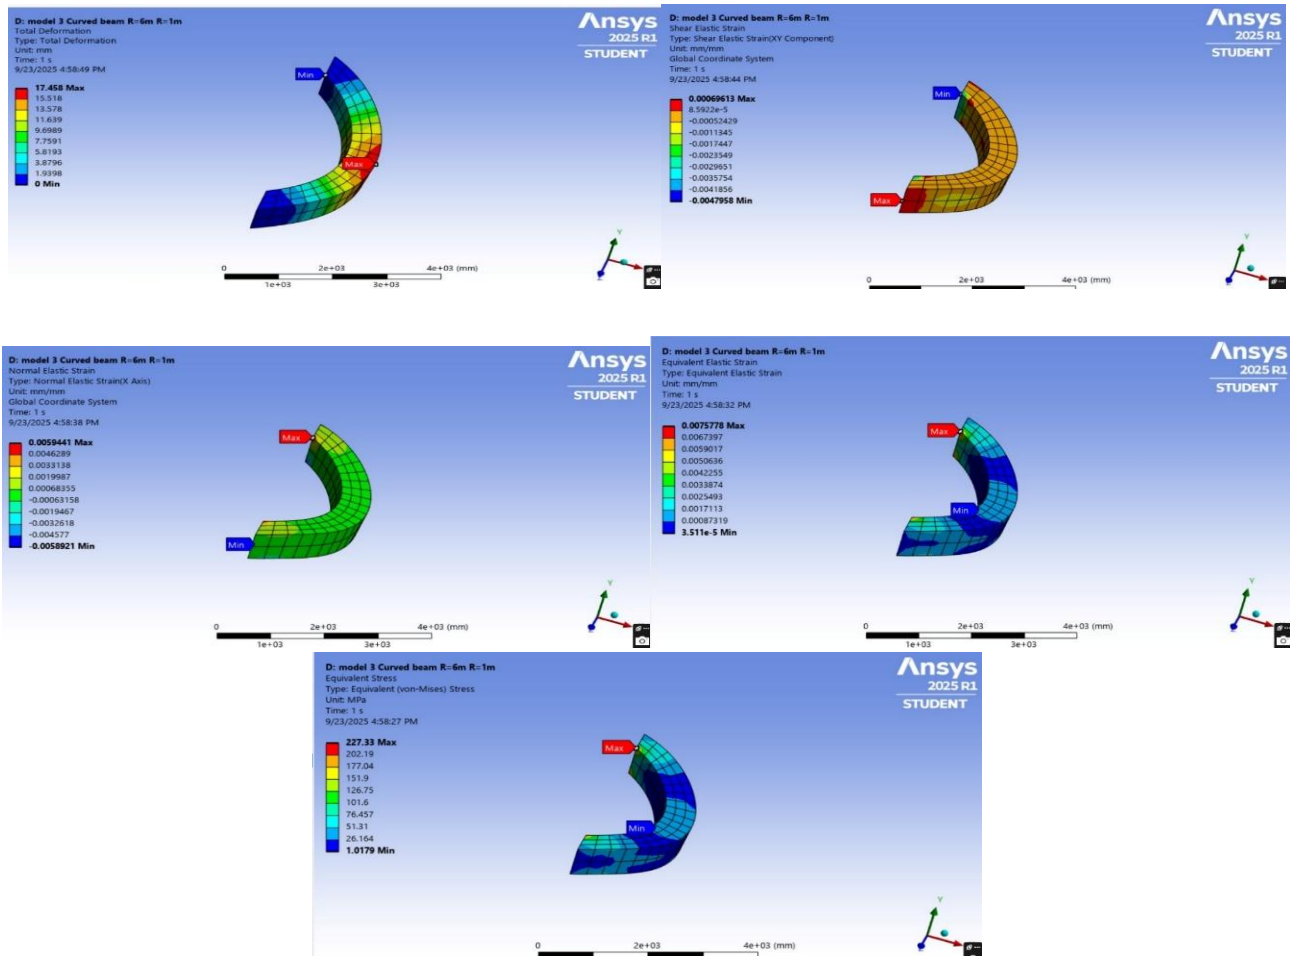 D: model 3 Curved beam R=6m R=1m
Total Deformation
Type: Total Deformation
Unit: mm
Time: 1 s
9/23/2025 4:58:49 PM
17.458 Max
15.518
13.578
11.639
9.6989
7.7591
5.8193
3.8796
1.9398
0 Min
Min
Max
Ansys
2025 R1
STUDENT
Y
0
2e+03
4e+03 (mm)
1e+03
3e+03
D: model 3 Curved beam R=6m R=1m
Shear Elastic Strain
Type: Shear Elastic Strain(XY Component)
Unit: mm/mm
Global Coordinate System
Time: 1 s
9/23/2025 4:58:44 PM
0.00069613 Max
8.5922e-5
-0.00052429
-0.0011345
-0.0017447
-0.0023549
-0.0029651
-0.0035754
-0.0041856
-0.0047958 Min
Min
Max
Ansys
2025 R1
STUDENT
Y
0
2e+03
4e+03 (mm)
D: model 3 Curved beam R=6m R=1m
Normal Elastic Strain
Type: Normal Elastic Strain(X Axis)
Unit: mm/mm
Global Coordinate System
Time: 1 s
9/23/2025 4:58:38 PM
0.0059441 Max
0.0046289
0.0033138
0.0019987
0.00068355
-0.00063158
-0.0019467
-0.0032618
-0.004577
-0.0058921 Min
Max
Min
Ansys
2025 R1
STUDENT
Y
0
2e+03
4e+03 (mm)
1e+03
3e+03
D: model 3 Curved beam R=6m R=1m
Equivalent Elastic Strain
Type: Equivalent Elastic Strain
Unit: mm/mm
Time: 1 s
9/23/2025 4:58:32 PM
0.0075778 Max
0.0067397
0.0059017
0.0050636
0.0042255
0.0033874
0.0025493
0.0017113
0.00087319
3.511e-5 Min
Max
Min
Ansys
2025 R1
STUDENT
Y
0
2e+03
4e+03 (mm)
1e+03
3e+03
D: model 3 Curved beam R=6m R=1m
Equivalent Stress
Type: Equivalent (von-Mises) Stress
Unit: MPa
Time: 1 s
9/23/2025 4:58:27 PM
227.33 Max
202.19
177.04
151.9
126.75
101.6
76.457
51.31
26.164
1.0179 Min
Max
Min
Ansys
2025 R1
STUDENT
Y
0
2e+03
4e+03 (mm)